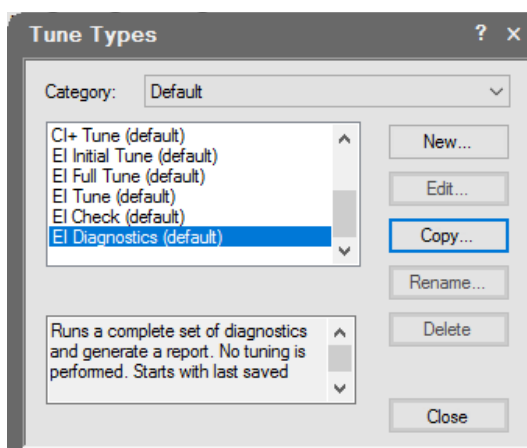 Tune Types ? ×
Category: Default
CI+ Tune (default)
EI Initial Tune (default)
EI Full Tune (default)
EI Tune (default)
EI Check (default)
EI Diagnostics (default)
New...
Edit...
Copy...
Rename...
Delete
Runs a complete set of diagnostics
and generate a report. No tuning is
performed. Starts with last saved
Close